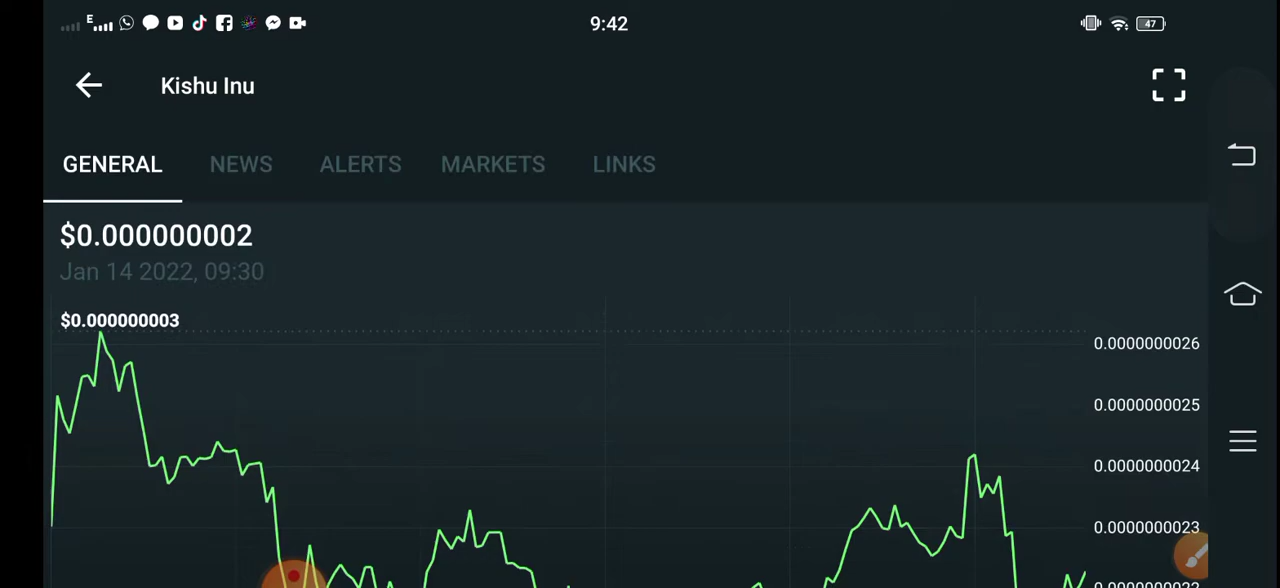 E 9:42 47
Kishu Inu
GENERAL NEWS ALERTS MARKETS LINKS
$0.000000002
Jan 14 2022, 09:30
$0.000000003
0.0000000026
0.0000000025
0.0000000024
0.0000000023